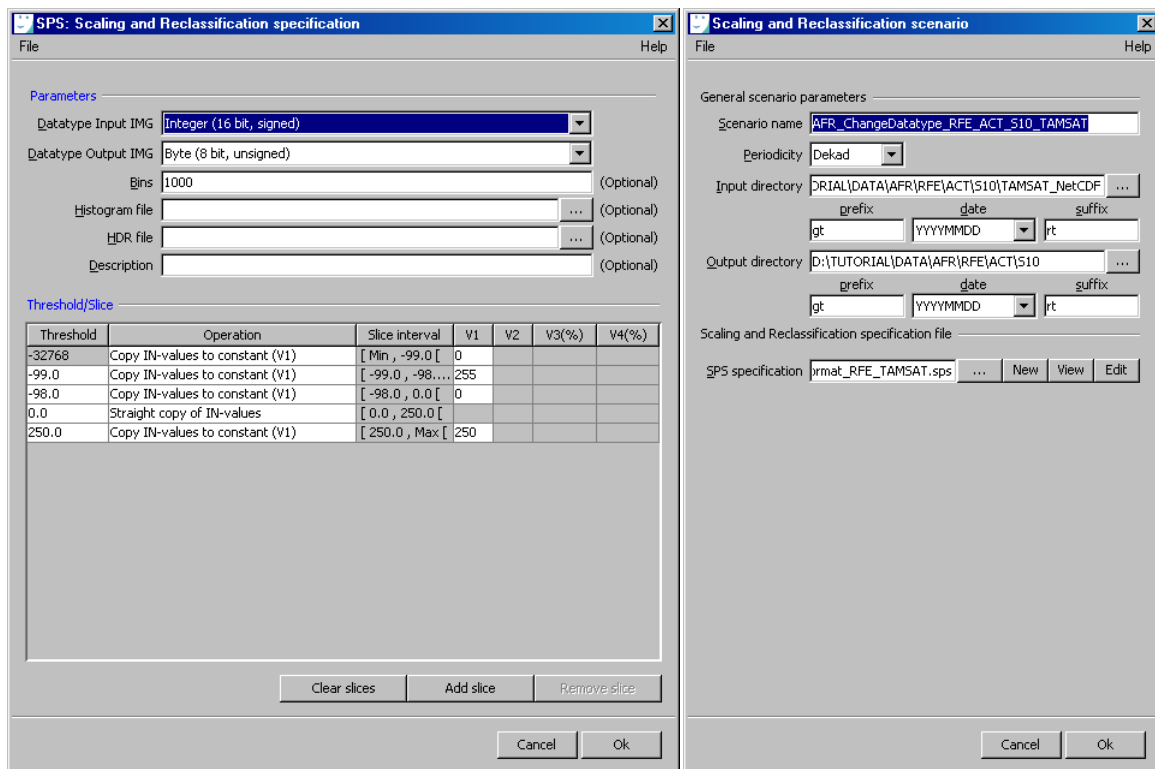 SPS: Scaling and Reclassification specification
File Help
Parameters
Datatype Input IMG Integer (16 bit, signed)
Datatype Output IMG Byte (8 bit, unsigned)
Bins 1000 (Optional)
Histogram file ... (Optional)
HDR file ... (Optional)
Description (Optional)
Threshold/Slice
Threshold Operation Slice interval V1 V2 V3(%) V4(%)
-32768 Copy IN-values to constant (V1) [ Min , -99.0 [ 0
-99.0 Copy IN-values to constant (V1) [ -99.0 , -98.... 255
-98.0 Copy IN-values to constant (V1) [ -98.0 , 0.0 [ 0
0.0 Straight copy of IN-values [ 0.0 , 250.0 [
250.0 Copy IN-values to constant (V1) [ 250.0 , Max [ 250
Clear slices Add slice Remove slice
Cancel Ok
Scaling and Reclassification scenario
File Help
General scenario parameters
Scenario name AFR_ChangeDatatype_RFE_ACT_S10_TAMSAT
Periodicity Dekad
Input directory ORIAL\DATA\AFR\RFE\ACT\S10\TAMSAT_NetCDF ...
prefix date suffix
gt YYYYMMDD rt
Output directory D:\TUTORIAL\DATA\AFR\RFE\ACT\S10 ...
prefix date suffix
gt YYYYMMDD rt
Scaling and Reclassification specification file
SPS specification ormat_RFE_TAMSAT.sps ... New View Edit
Cancel Ok